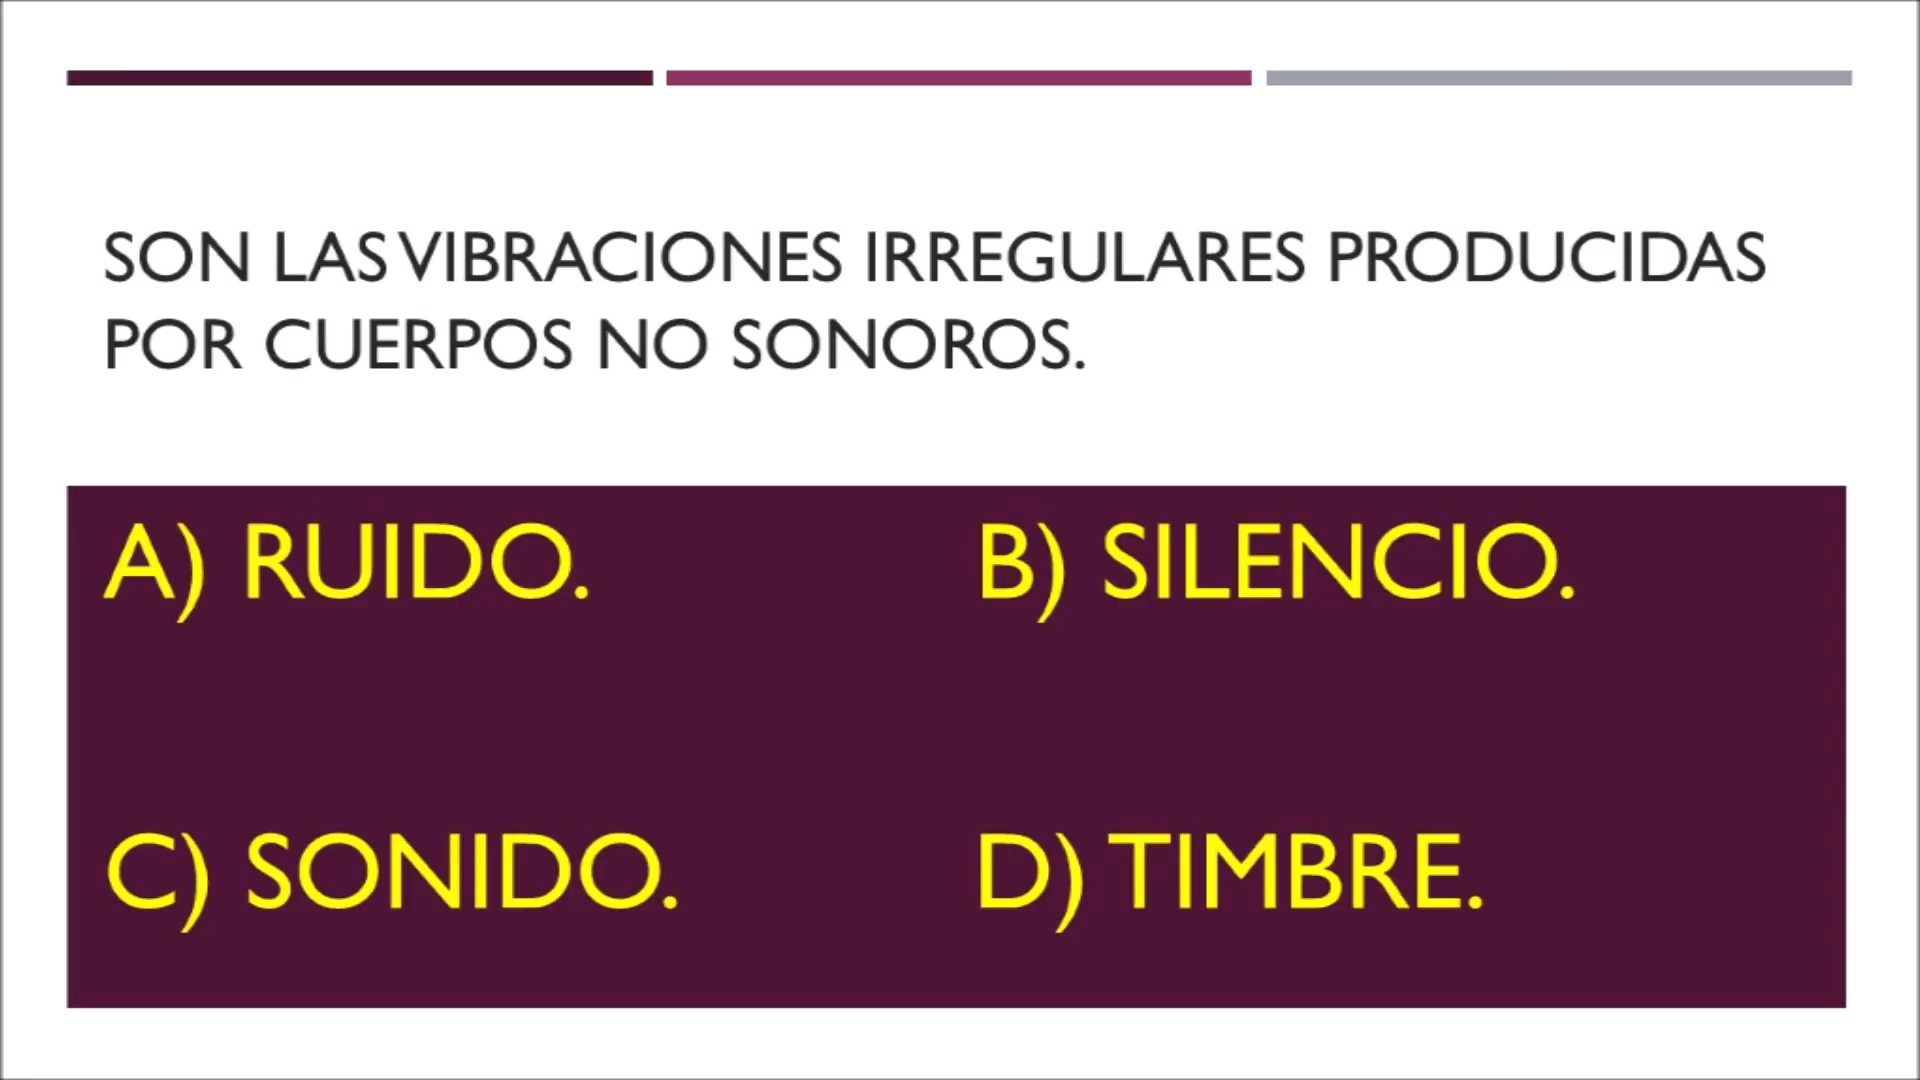 SON LAS VIBRACIONES IRREGULARES PRODUCIDAS
POR CUERPOS NO SONOROS.
A) RUIDO.
B) SILENCIO.
C) SONIDO.
D) TIMBRE.